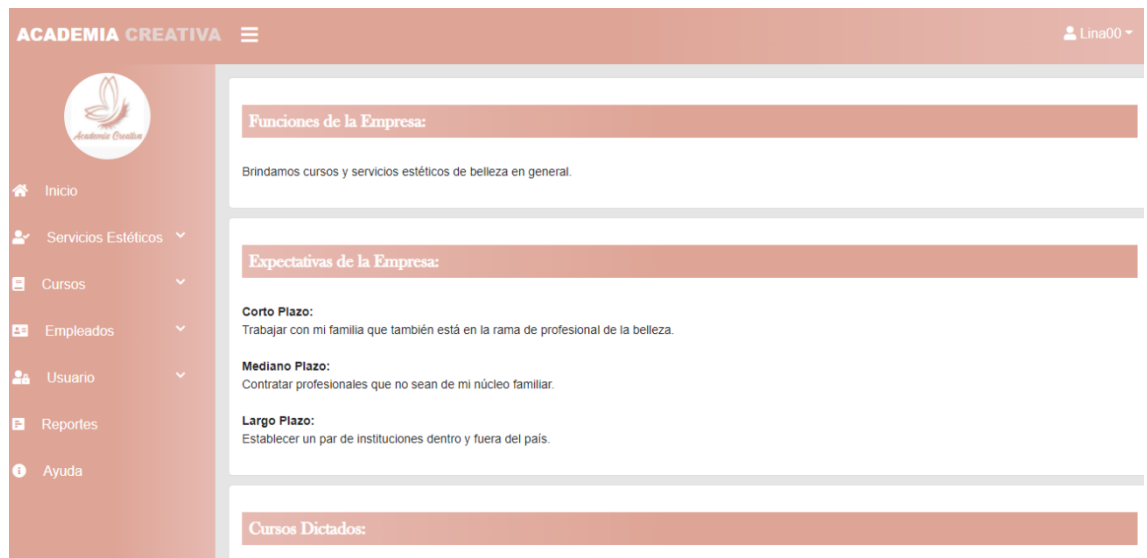 ACADEMIA CREATIVA
Lina00
Academia Creativa
Inicio
Servicios Estéticos
Cursos
Empleados
Usuario
Reportes
Ayuda
Funciones de la Empresa:
Brindamos cursos y servicios estéticos de belleza en general.
Expectativas de la Empresa:
Corto Plazo:
Trabajar con mi familia que también está en la rama de profesional de la belleza.
Mediano Plazo:
Contratar profesionales que no sean de mi núcleo familiar.
Largo Plazo:
Establecer un par de instituciones dentro y fuera del país.
Cursos Dictados: